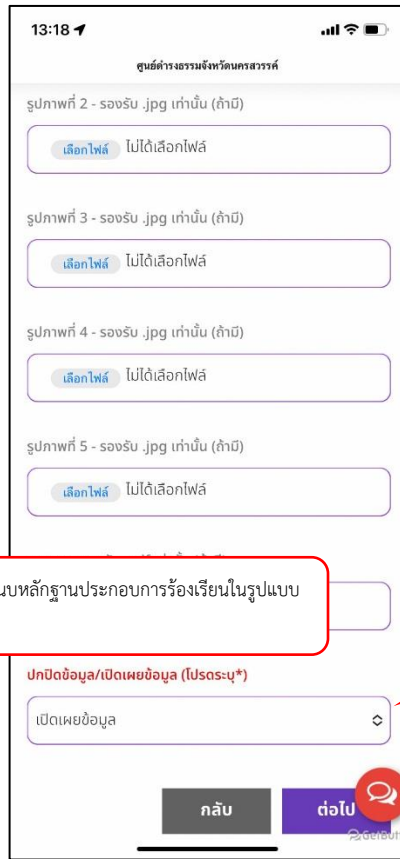 13:18
ศูนย์ดำรงธรรมจังหวัดนครสวรรค์
รูปภาพที่ 2 - รองรับ .jpg เท่านั้น (ถ้ามี)
เลือกไฟล์ ไม่ได้เลือกไฟล์
รูปภาพที่ 3 - รองรับ .jpg เท่านั้น (ถ้ามี)
เลือกไฟล์ ไม่ได้เลือกไฟล์
รูปภาพที่ 4 - รองรับ .jpg เท่านั้น (ถ้ามี)
เลือกไฟล์ ไม่ได้เลือกไฟล์
รูปภาพที่ 5 - รองรับ .jpg เท่านั้น (ถ้ามี)
เลือกไฟล์ ไม่ได้เลือกไฟล์
นบหลักฐานประกอบการร้องเรียนในรูปแบบ
ปกปิดข้อมูล/เปิดเผยข้อมูล (โปรดระบุ*)
เปิดเผยข้อมูล
กลับ ต่อไป
GetButt